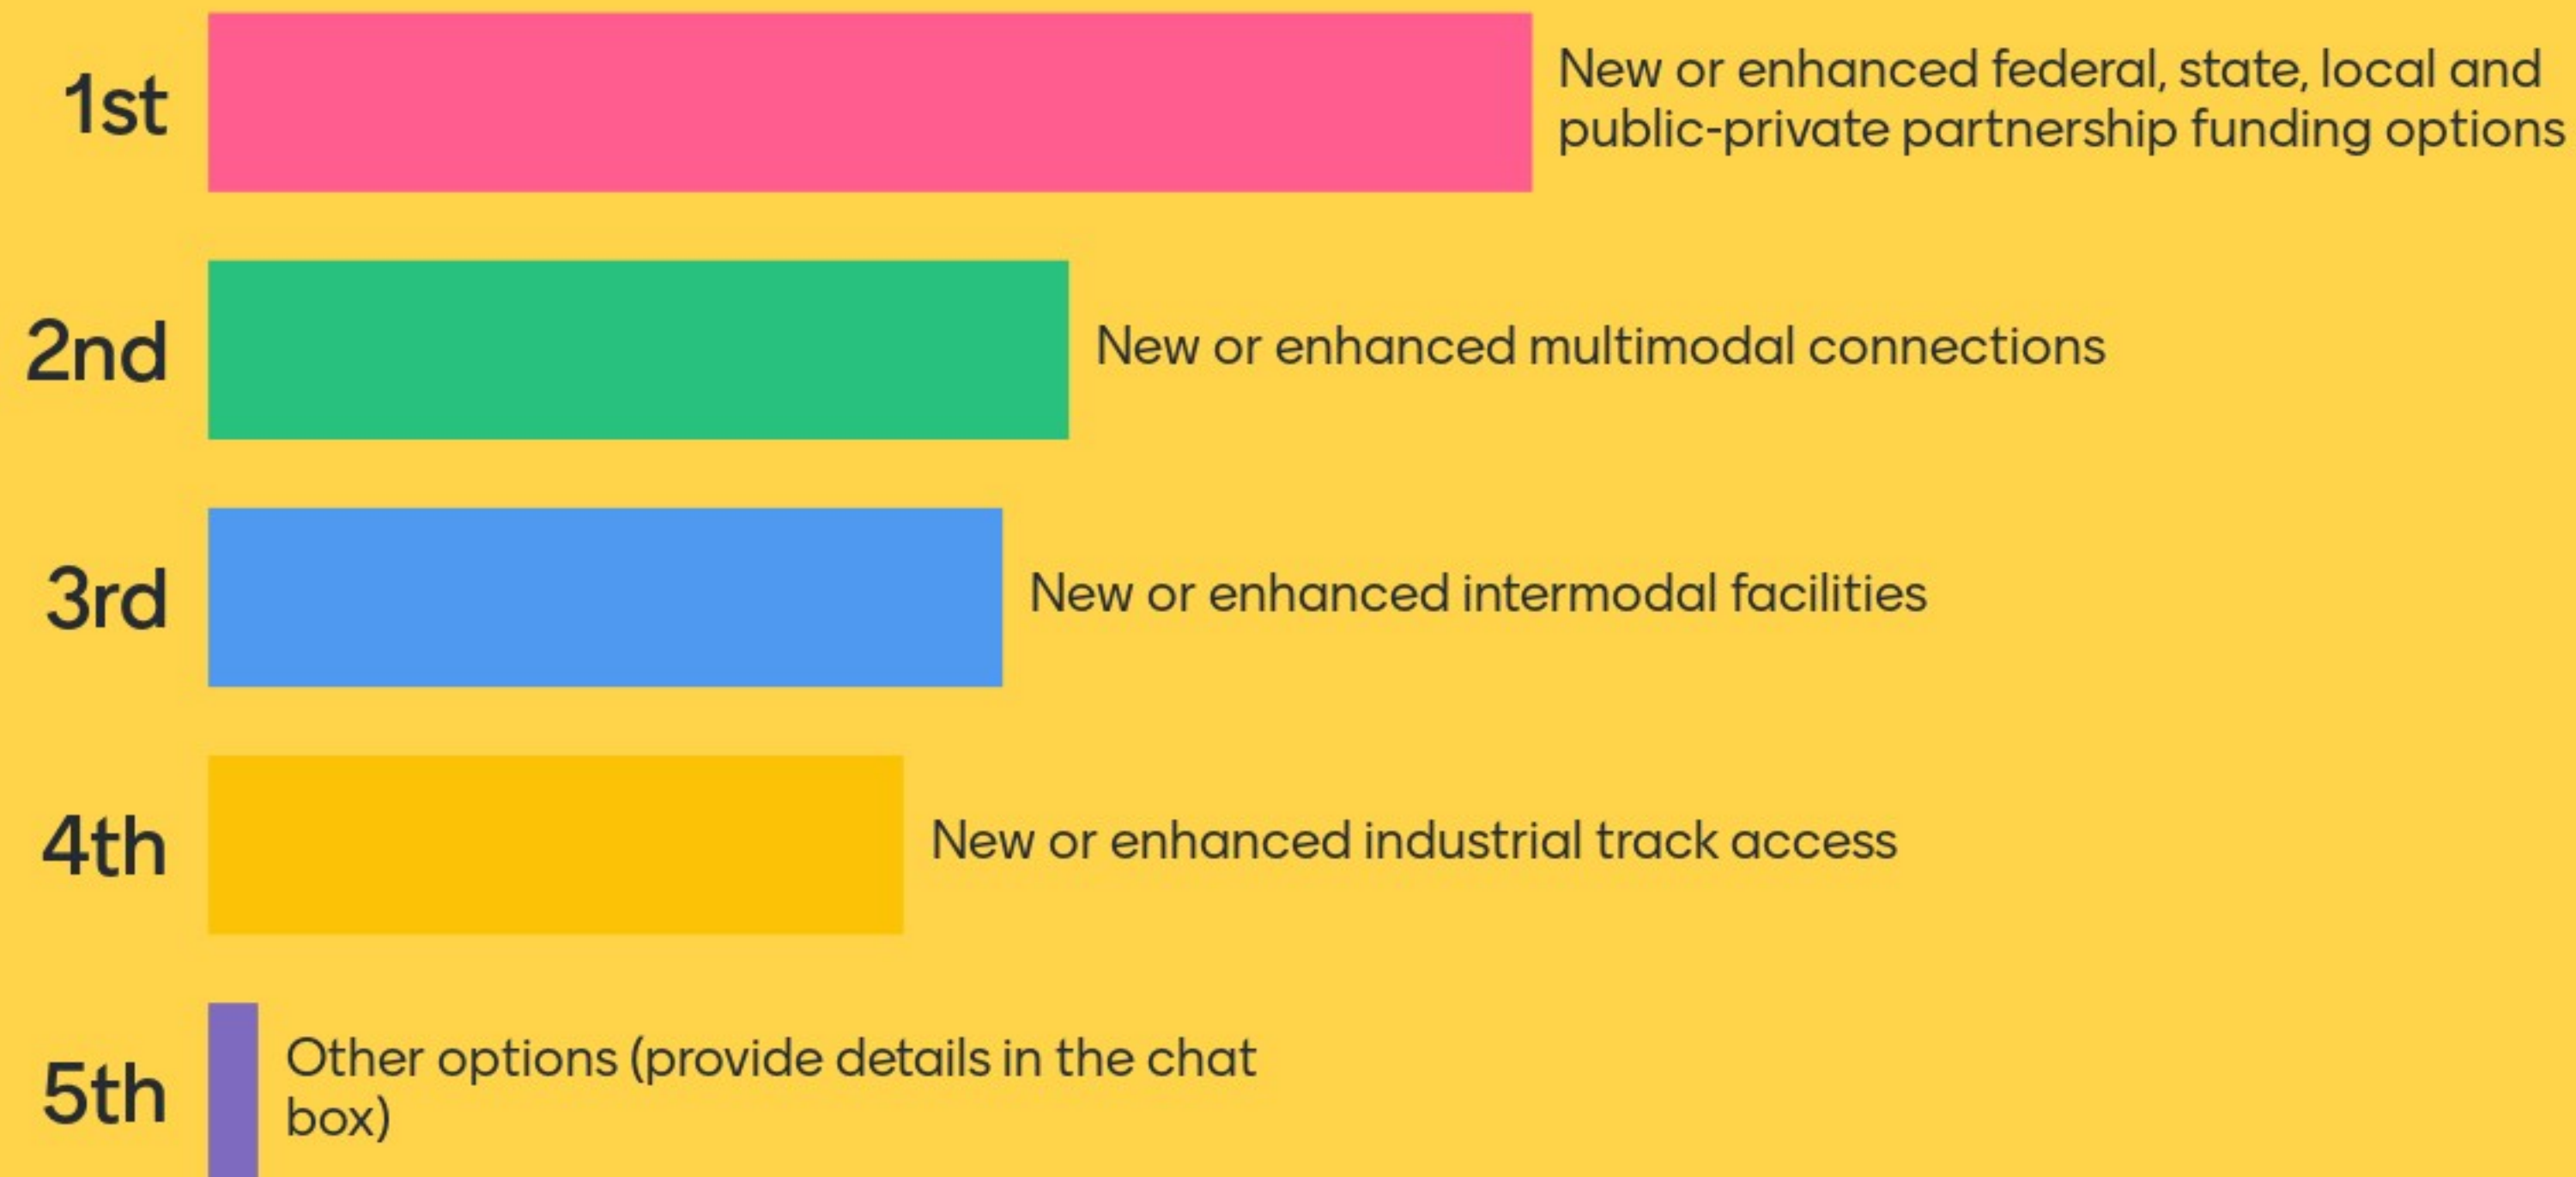 1st
New or enhanced federal, state, local and
public-private partnership funding options
2nd
New or enhanced multimodal connections
3rd
New or enhanced intermodal facilities
4th
New or enhanced industrial track access
5th
Other options (provide details in the chat
box)